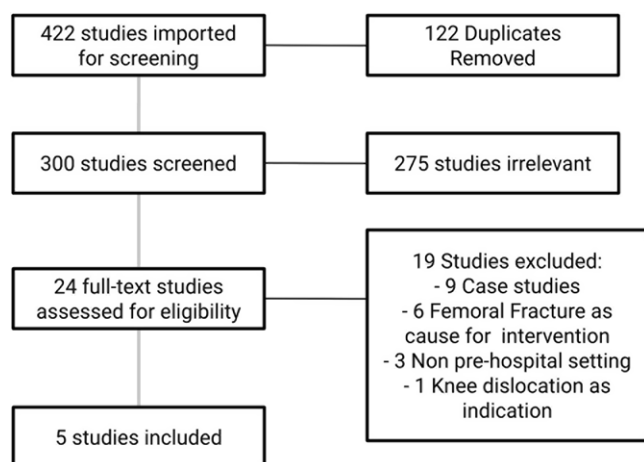 422 studies imported
for screening
122 Duplicates
Removed
300 studies screened
275 studies irrelevant
24 full-text studies
assessed for eligibility
19 Studies excluded:
- 9 Case studies
- 6 Femoral Fracture as
cause for intervention
- 3 Non pre-hospital setting
- 1 Knee dislocation as
indication
5 studies included